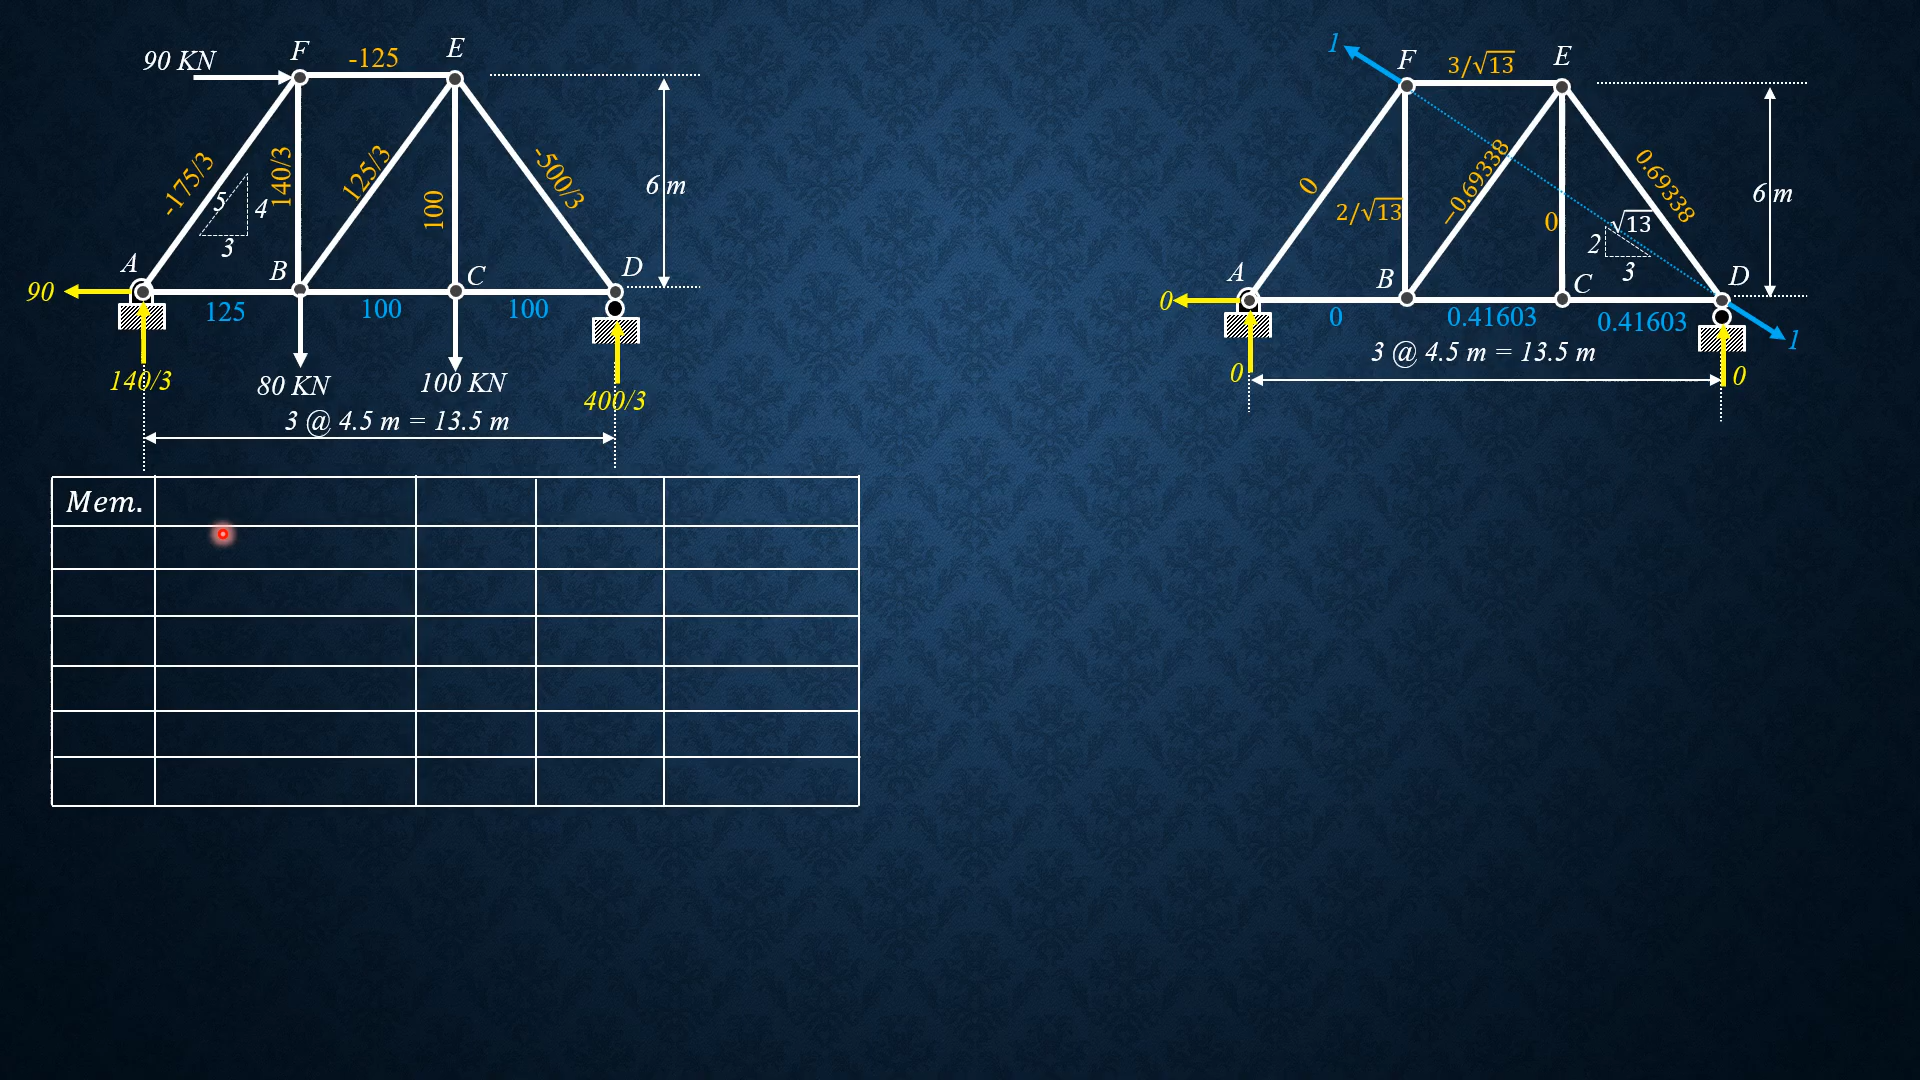 90 KN
F
-125
E
-175/3
5
4
3
140/3
125/3
100
-500/3
6 m
A
B
C
D
90
125
100
100
140/3
80 KN
100 KN
400/3
3 @ 4.5 m = 13.5 m
Mem.
1
F
3/√13
E
0
2/√13
−0.69338
0
0.69338
√13
2
3
6 m
A
B
C
D
0
0
0.41603
0.41603
1
3 @ 4.5 m = 13.5 m
0
0